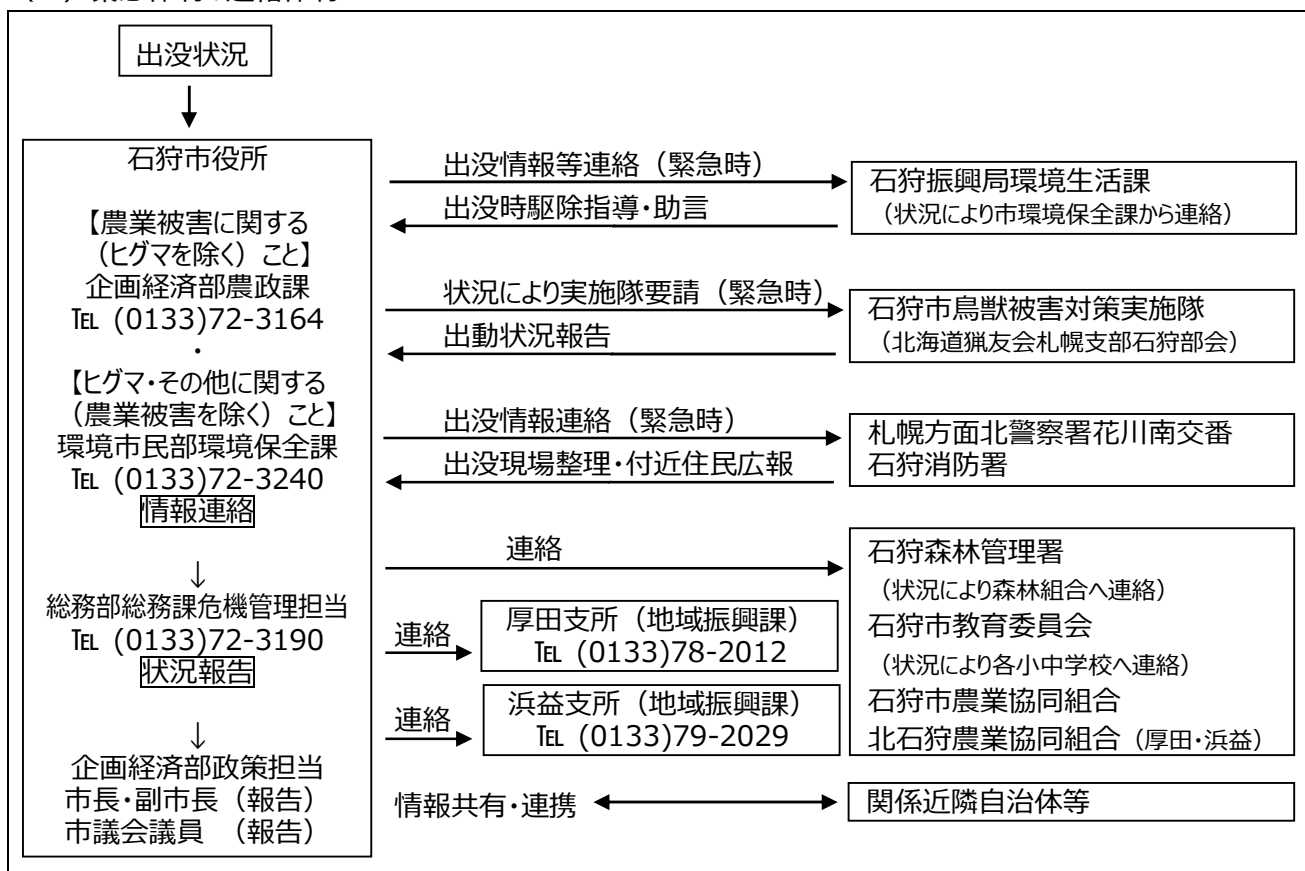 出没状況
石狩市役所
【農業被害に関する
（ヒグマを除く）こと】
企画経済部農政課
℡ (0133)72-3164
・
【ヒグマ・その他に関する
（農業被害を除く）こと】
環境市民部環境保全課
℡ (0133)72-3240
情報連絡
↓
総務部総務課危機管理担当
℡ (0133)72-3190
状況報告
↓
企画経済部政策担当
市長・副市長（報告）
市議会議員　（報告）
出没情報等連絡（緊急時）
出没時駆除指導・助言
石狩振興局環境生活課
（状況により市環境保全課から連絡）
状況により実施隊要請（緊急時）
出動状況報告
石狩市鳥獣被害対策実施隊
（北海道猟友会札幌支部石狩部会）
出没情報連絡（緊急時）
出没現場整理・付近住民広報
札幌方面北警察署花川南交番
石狩消防署
連絡
石狩森林管理署
（状況により森林組合へ連絡）
石狩市教育委員会
（状況により各小中学校へ連絡）
石狩市農業協同組合
北石狩農業協同組合（厚田・浜益）
連絡
厚田支所（地域振興課）
℡ (0133)78-2012
連絡
浜益支所（地域振興課）
℡ (0133)79-2029
情報共有・連携
関係近隣自治体等